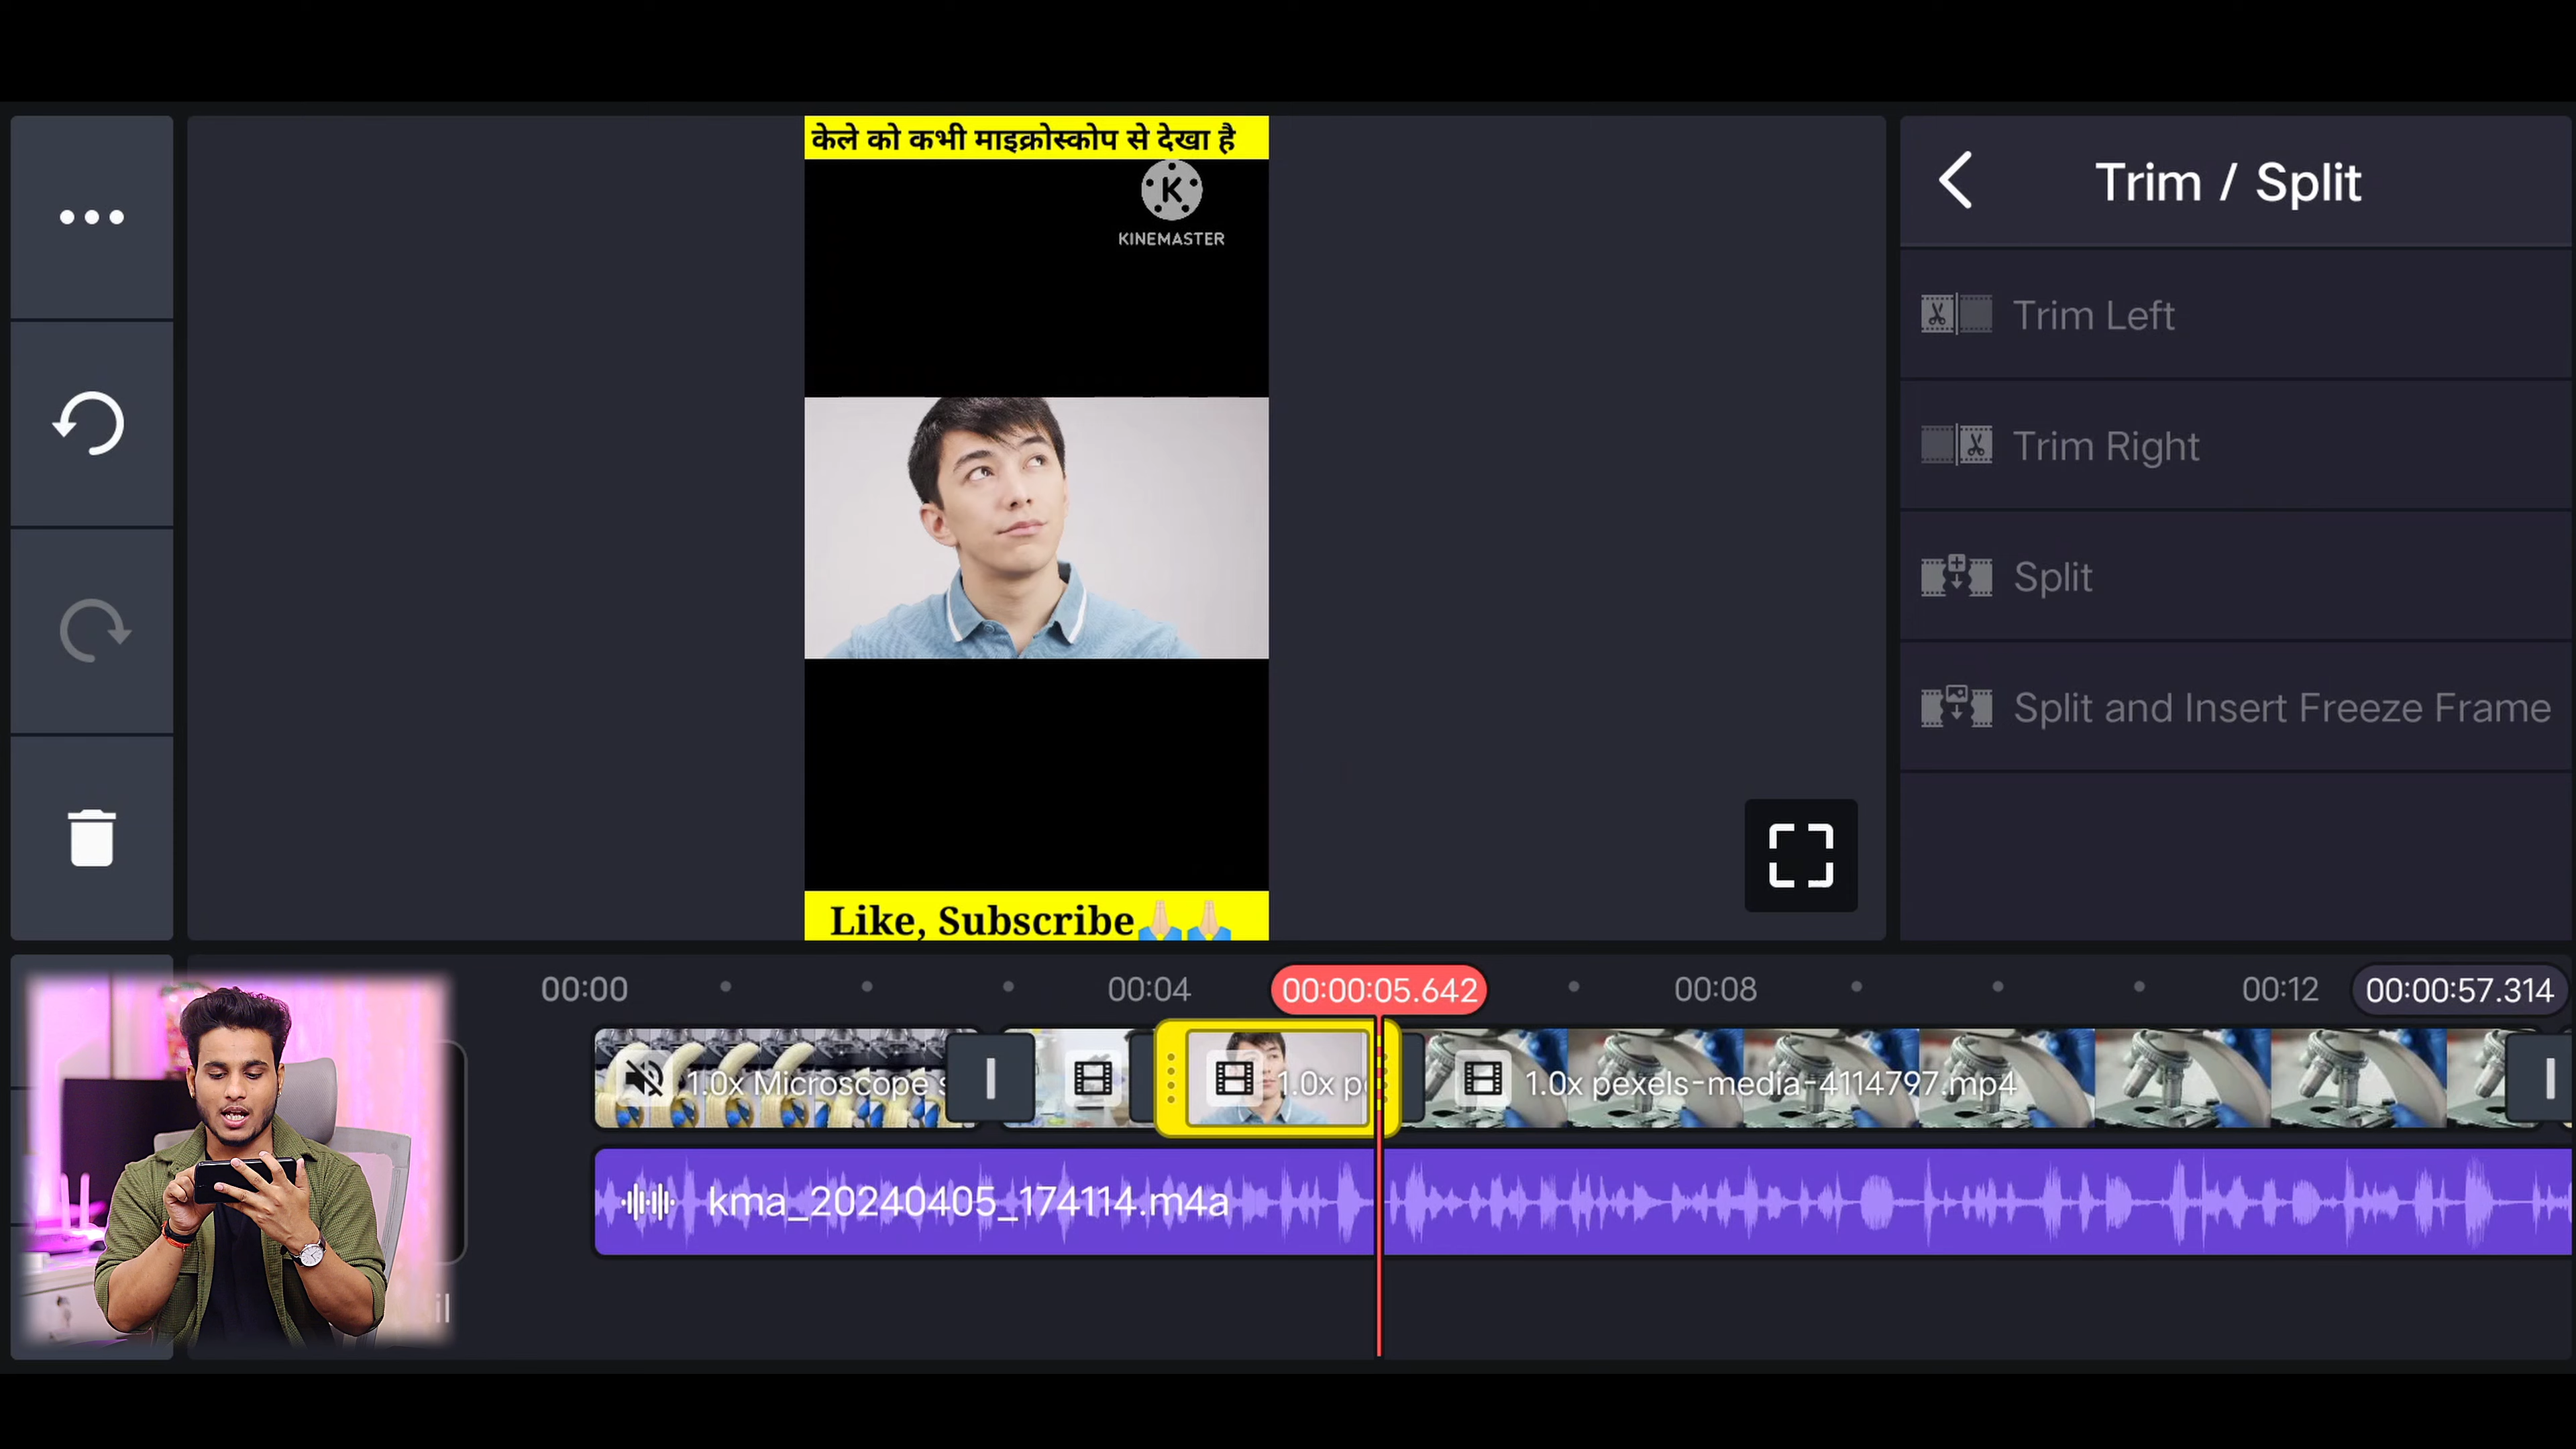 केले को कभी माइक्रोस्कोप से देखा है
K
KINEMASTER
Like, Subscribe🙏🙏
Trim / Split
Trim Left
Trim Right
Split
Split and Insert Freeze Frame
00:00
00:04
00:00:05.642
00:08
00:12
00:00:57.314
1.0x Microscope
1.0x
1.0x pexels-media-4114797.mp4
kma_20240405_174114.m4a